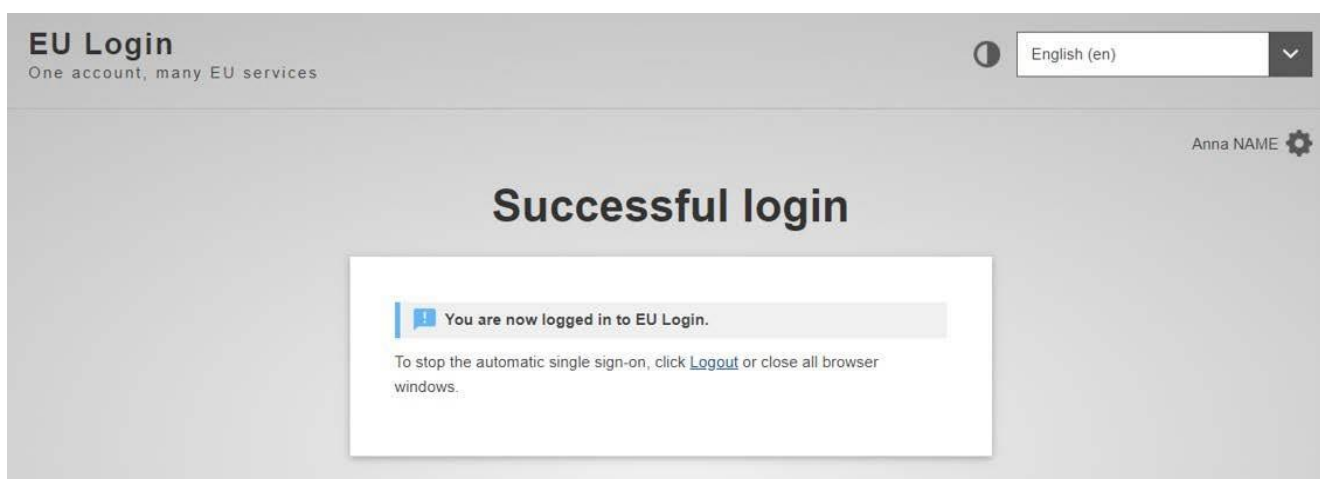 EU Login
One account, many EU services
English (en)
Anna NAME
Successful login
You are now logged in to EU Login.
To stop the automatic single sign-on, click Logout or close all browser
windows.